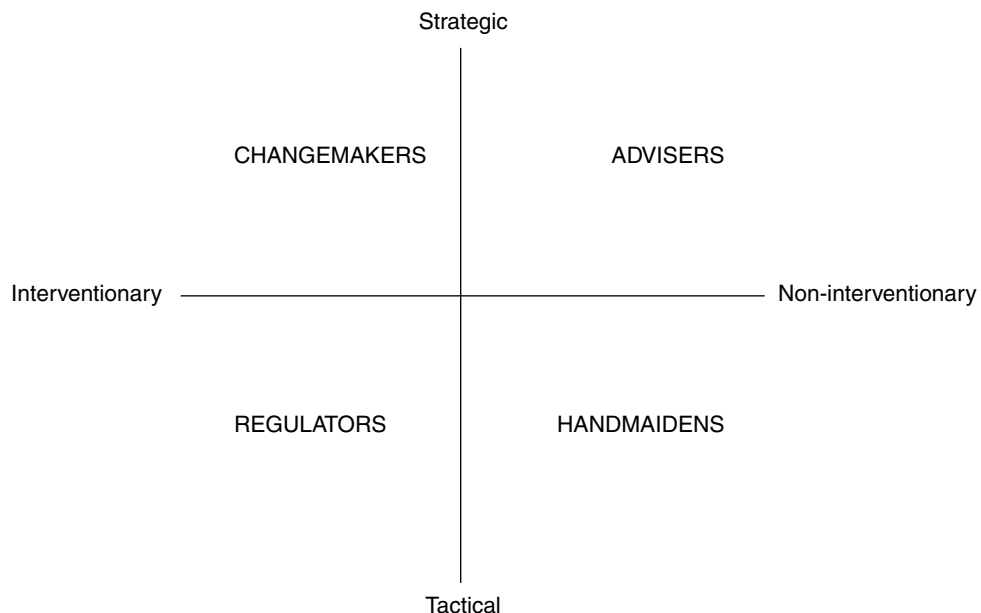 Strategic
CHANGEMAKERS
ADVISERS
Interventionary
Non-interventionary
REGULATORS
HANDMAIDENS
Tactical